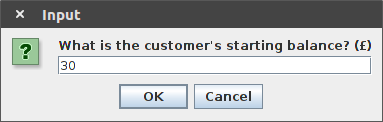 Input
What is the customer's starting balance? (£)
30
OK Cancel